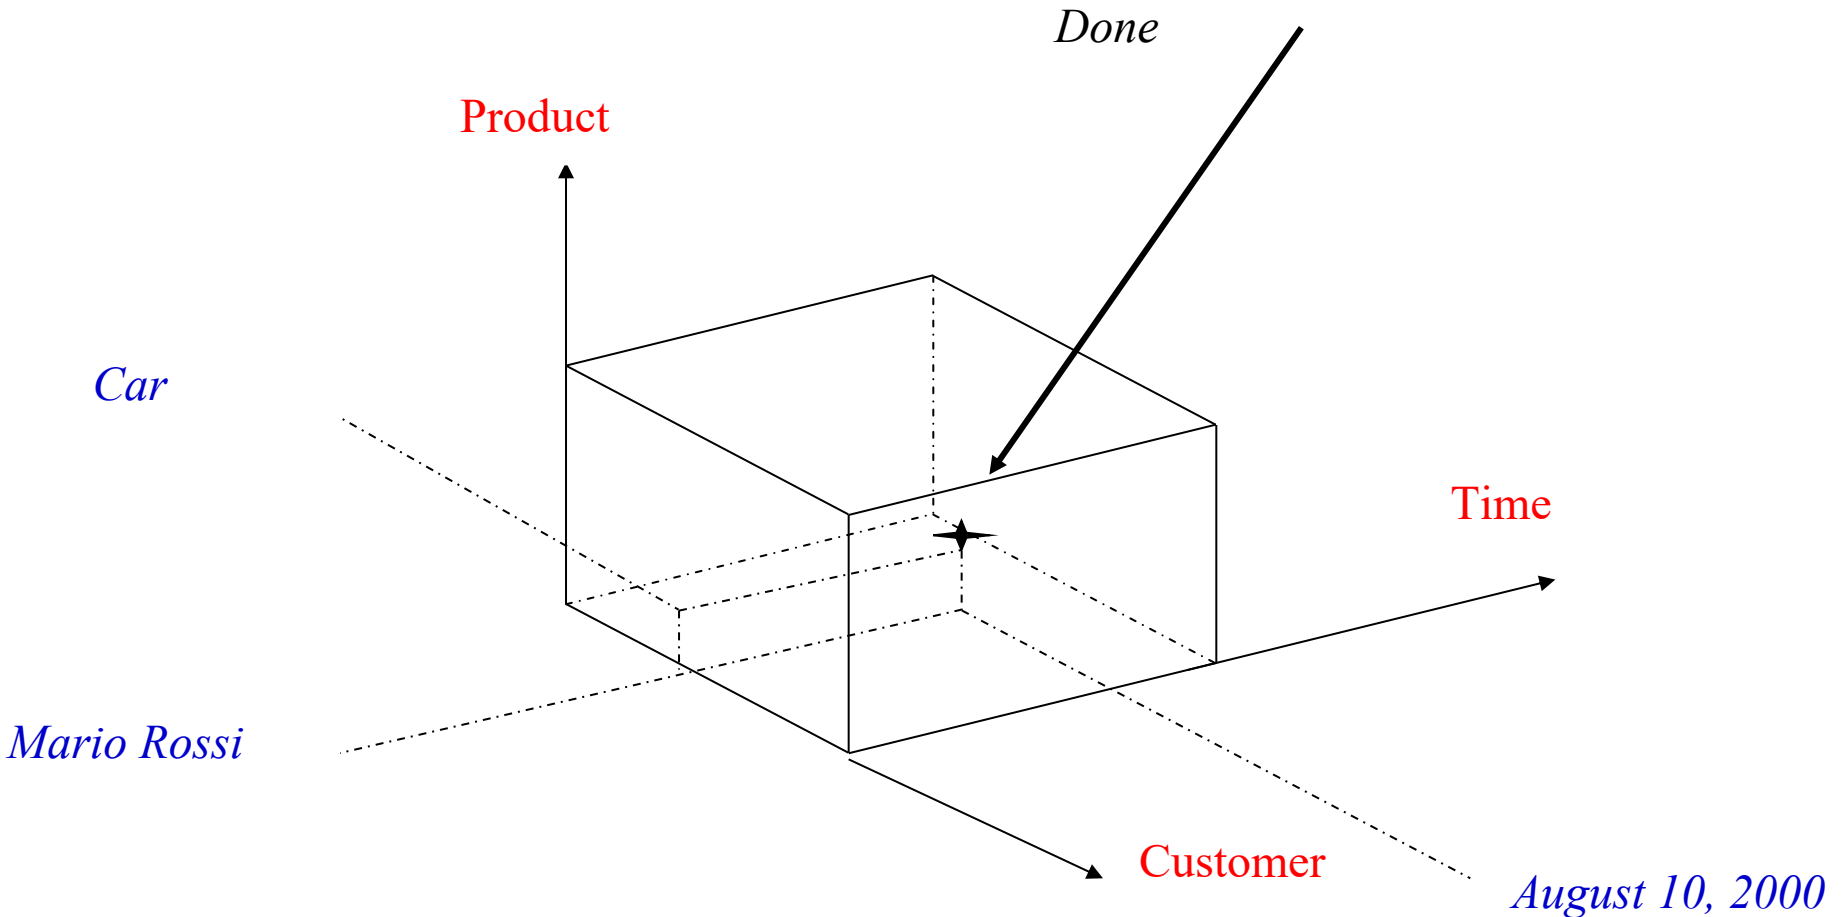 Done
Product
Car
Time
Mario Rossi
Customer
August 10, 2000